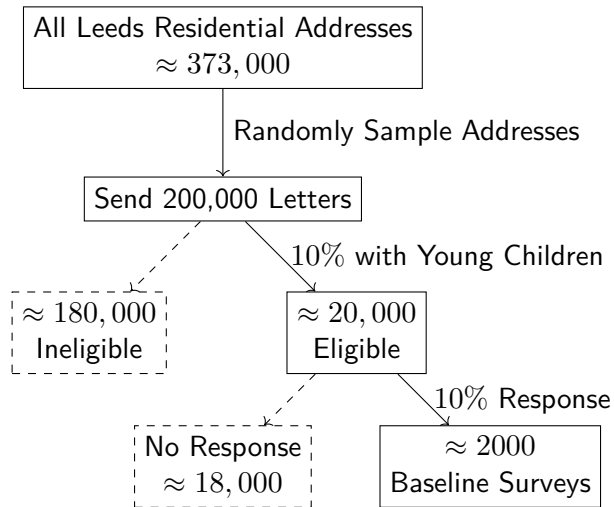 All Leeds Residential Addresses
≈ 373,000
Randomly Sample Addresses
Send 200,000 Letters
10% with Young Children
≈ 180,000
Ineligible
≈ 20,000
Eligible
10% Response
No Response
≈ 18,000
≈ 2000
Baseline Surveys